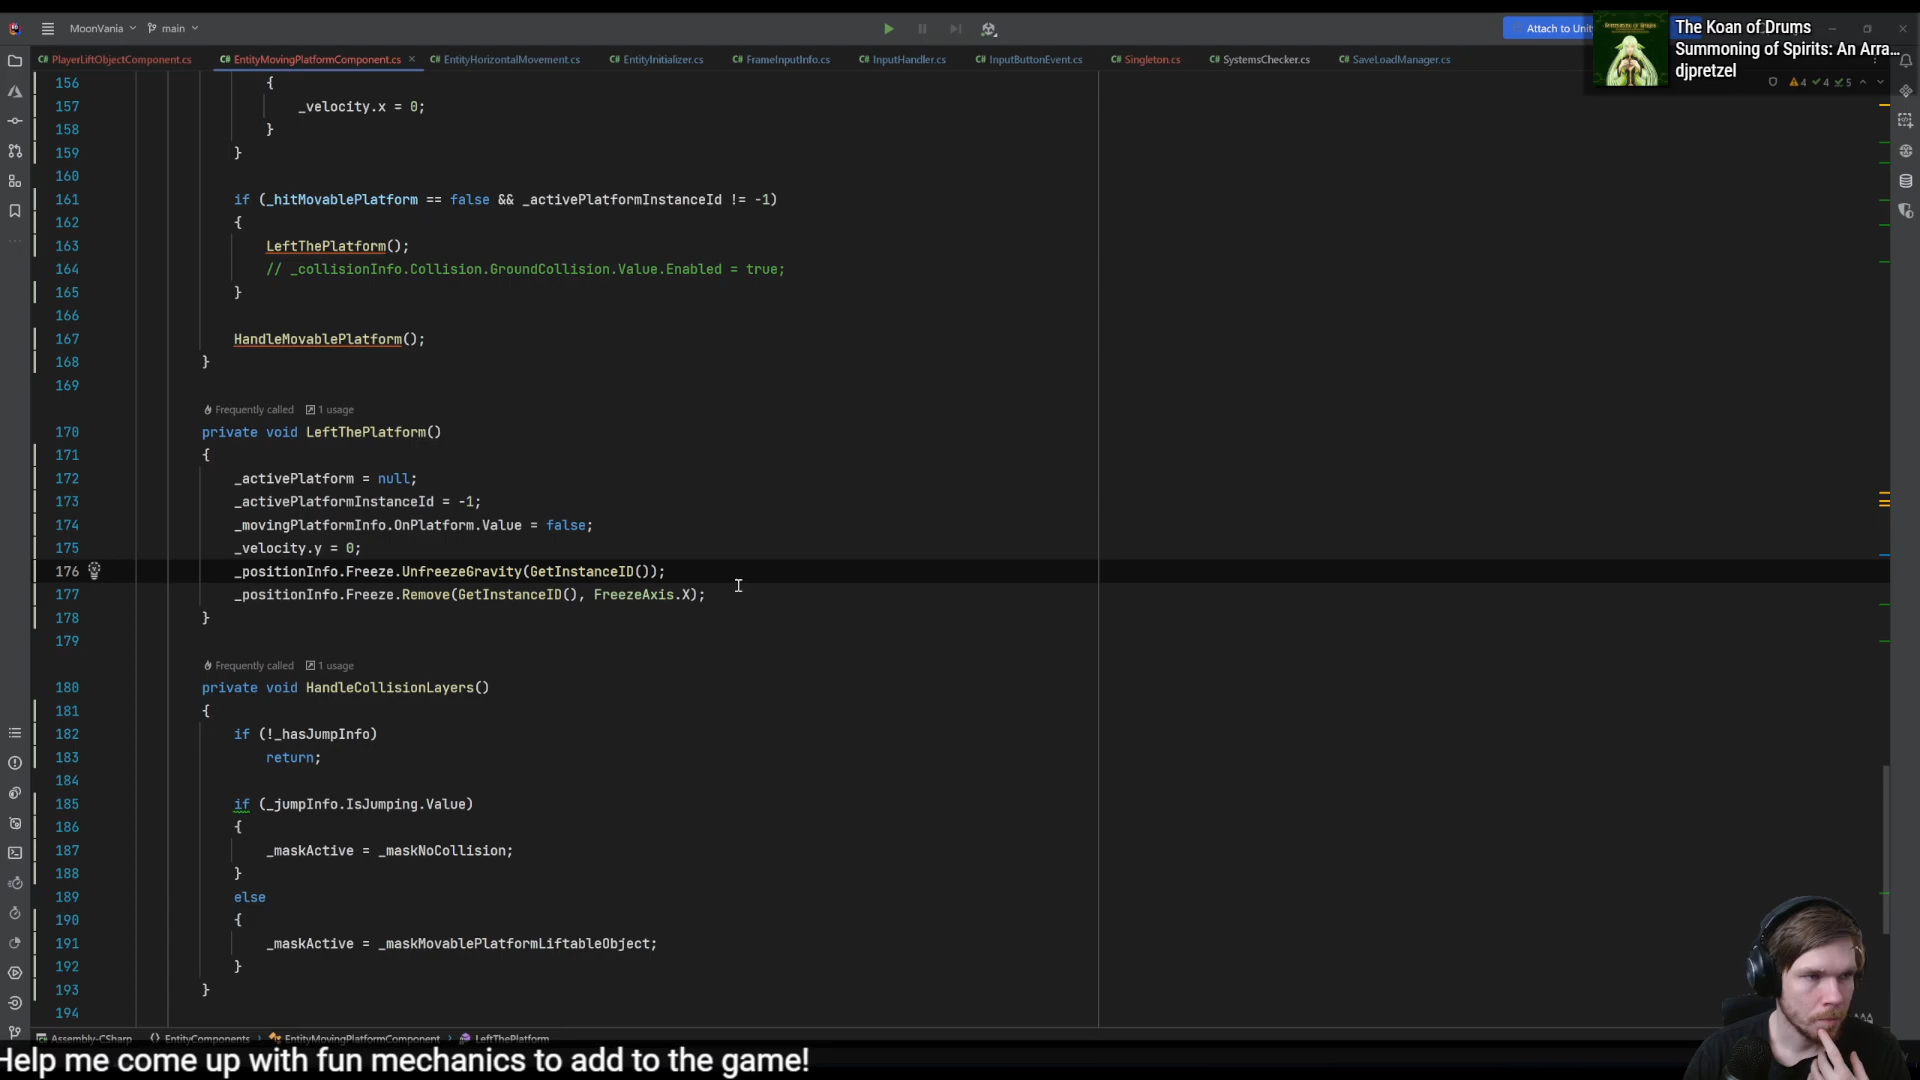 MoonVania
main
Attach to Unit
The Koan of Drums
Summoning of Spirits: An Arra...
djpretzel
C# PlayerLiftObjectComponent.cs
C# EntityMovingPlatformComponent.cs
C# EntityHorizontalMovement.cs
C# EntityInitializer.cs
C# FrameInputInfo.cs
C# InputHandler.cs
C# InputButtonEvent.cs
C# Singleton.cs
C# SystemsChecker.cs
C# SaveLoadManager.cs
4 4 5
156 {
157 _velocity.x = 0;
158 }
159 }
160
161 if (_hitMovablePlatform == false && _activePlatformInstanceId != -1)
162 {
163 LeftThePlatform();
164 // _collisionInfo.Collision.GroundCollision.Value.Enabled = true;
165 }
166
167 HandleMovablePlatform();
168 }
169
Frequently called 1 usage
170 private void LeftThePlatform()
171 {
172 _activePlatform = null;
173 _activePlatformInstanceId = -1;
174 _movingPlatformInfo.OnPlatform.Value = false;
175 _velocity.y = 0;
176 _positionInfo.Freeze.UnfreezeGravity(GetInstanceID());
177 _positionInfo.Freeze.Remove(GetInstanceID(), FreezeAxis.X);
178 }
179
Frequently called 1 usage
180 private void HandleCollisionLayers()
181 {
182 if (!_hasJumpInfo)
183 return;
184
185 if (_jumpInfo.IsJumping.Value)
186 {
187 _maskActive = _maskNoCollision;
188 }
189 else
190 {
191 _maskActive = _maskMovablePlatformLiftableObject;
192 }
193 }
194
Assembly-CSharp EntityComponents EntityMovingPlatformComponent LeftThePlatform
Help me come up with fun mechanics to add to the game!